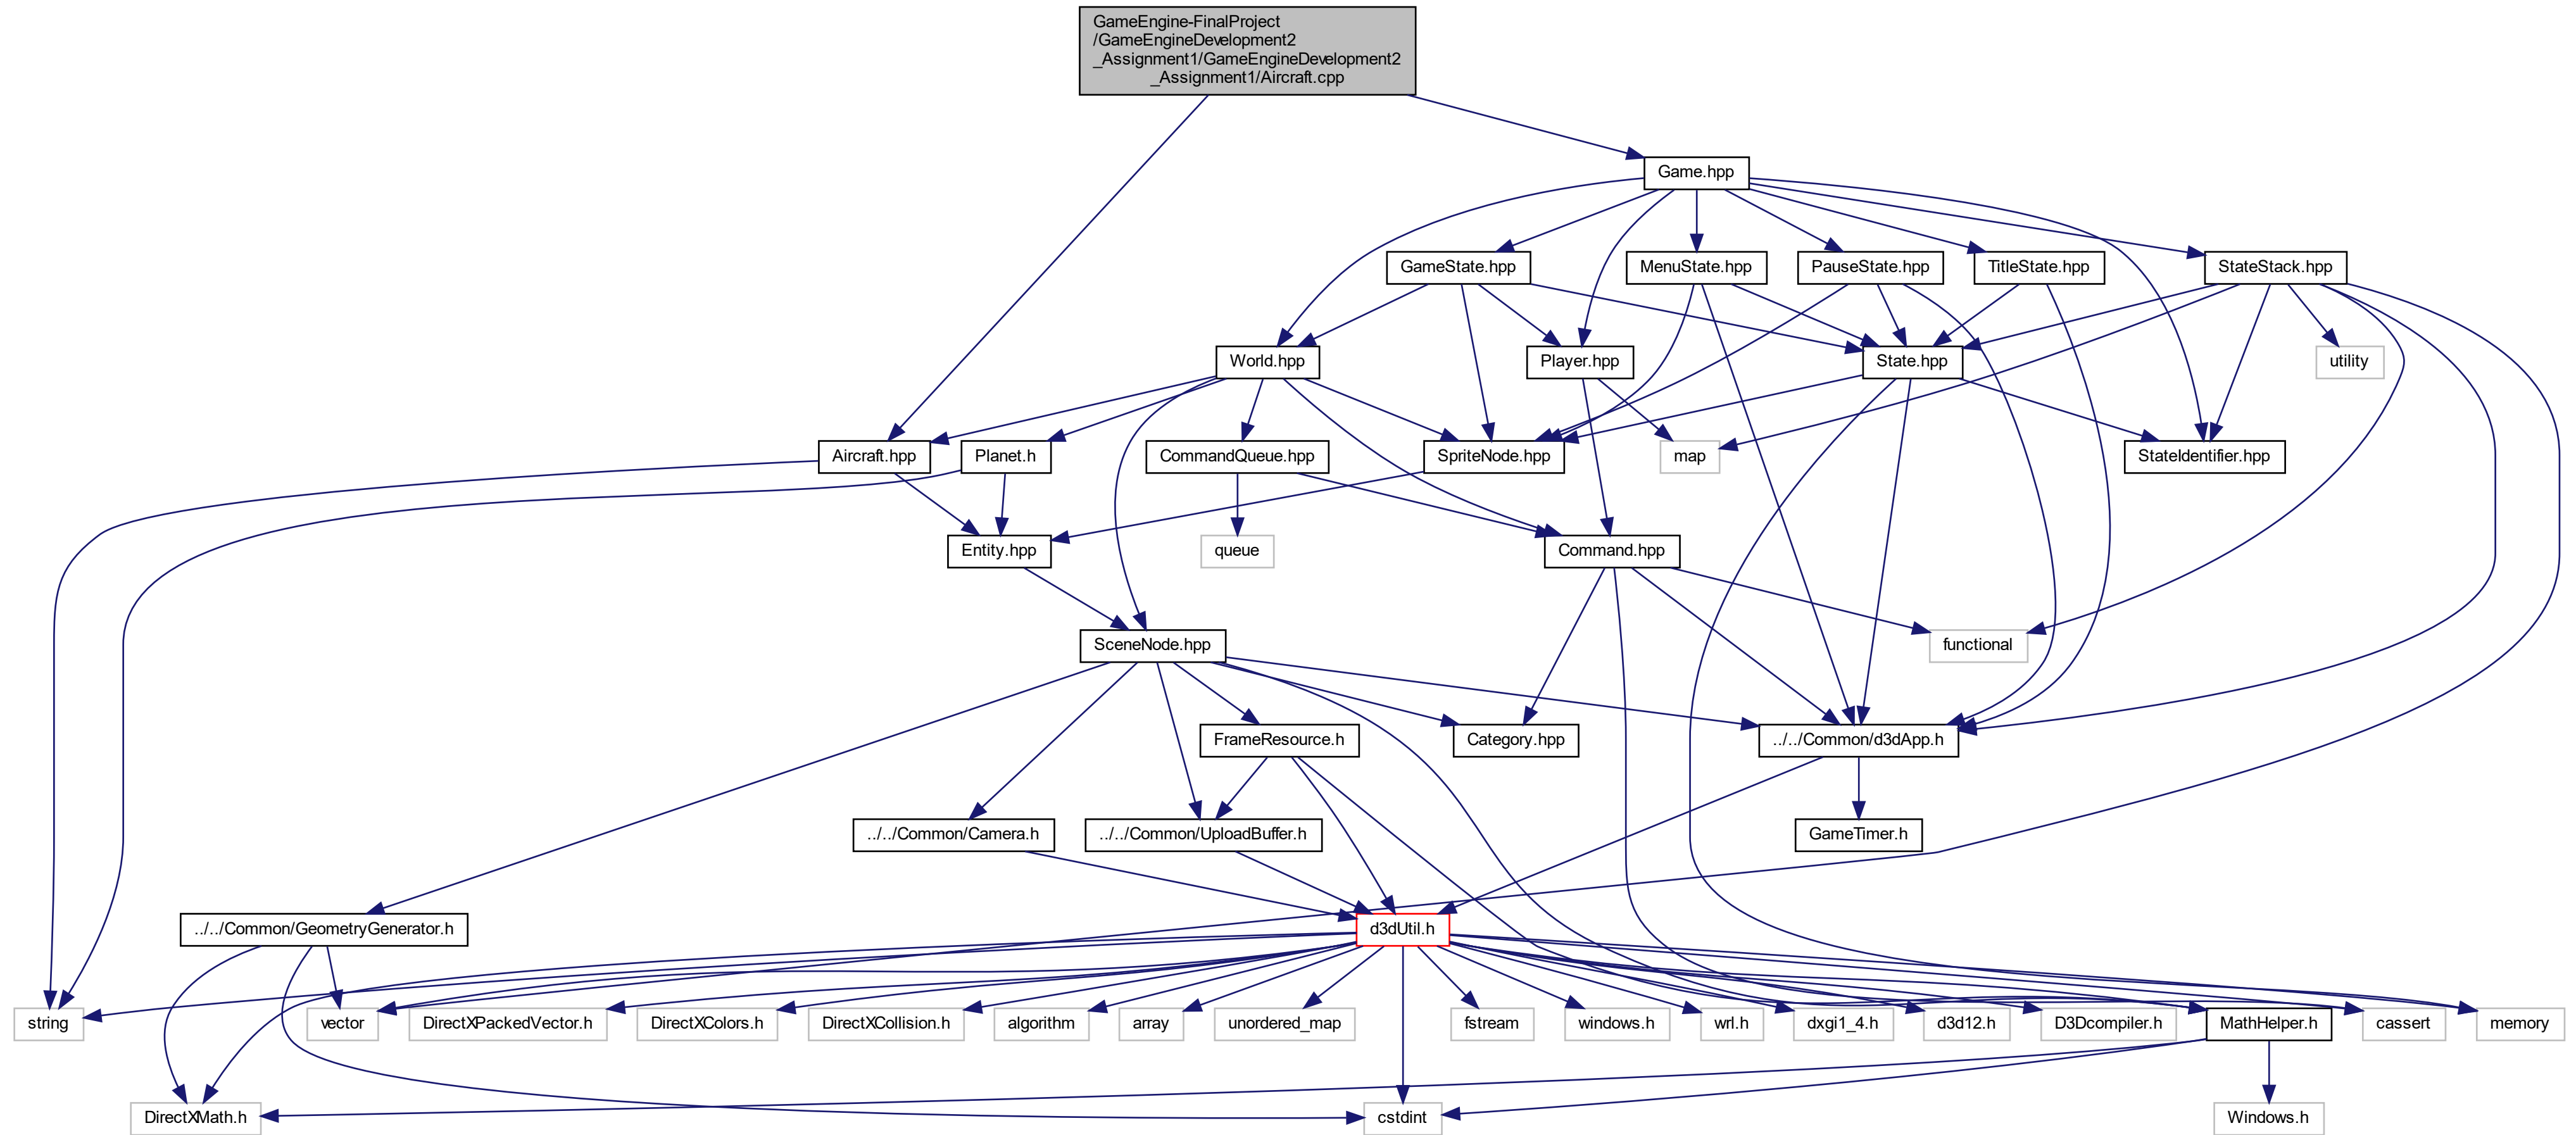 GameEngine-FinalProject
/GameEngineDevelopment2
_Assignment1/GameEngineDevelopment2
_Assignment1/Aircraft.cpp
Game.hpp
GameState.hpp
MenuState.hpp
PauseState.hpp
TitleState.hpp
StateStack.hpp
World.hpp
Player.hpp
State.hpp
utility
Aircraft.hpp
Planet.h
CommandQueue.hpp
SpriteNode.hpp
map
StateIdentifier.hpp
Entity.hpp
queue
Command.hpp
SceneNode.hpp
functional
FrameResource.h
Category.hpp
../../Common/d3dApp.h
../../Common/Camera.h
../../Common/UploadBuffer.h
GameTimer.h
../../Common/GeometryGenerator.h
d3dUtil.h
string
vector
DirectXPackedVector.h
DirectXColors.h
DirectXCollision.h
algorithm
array
unordered_map
fstream
windows.h
wrl.h
dxgi1_4.h
d3d12.h
D3Dcompiler.h
MathHelper.h
cassert
memory
DirectXMath.h
cstdint
Windows.h